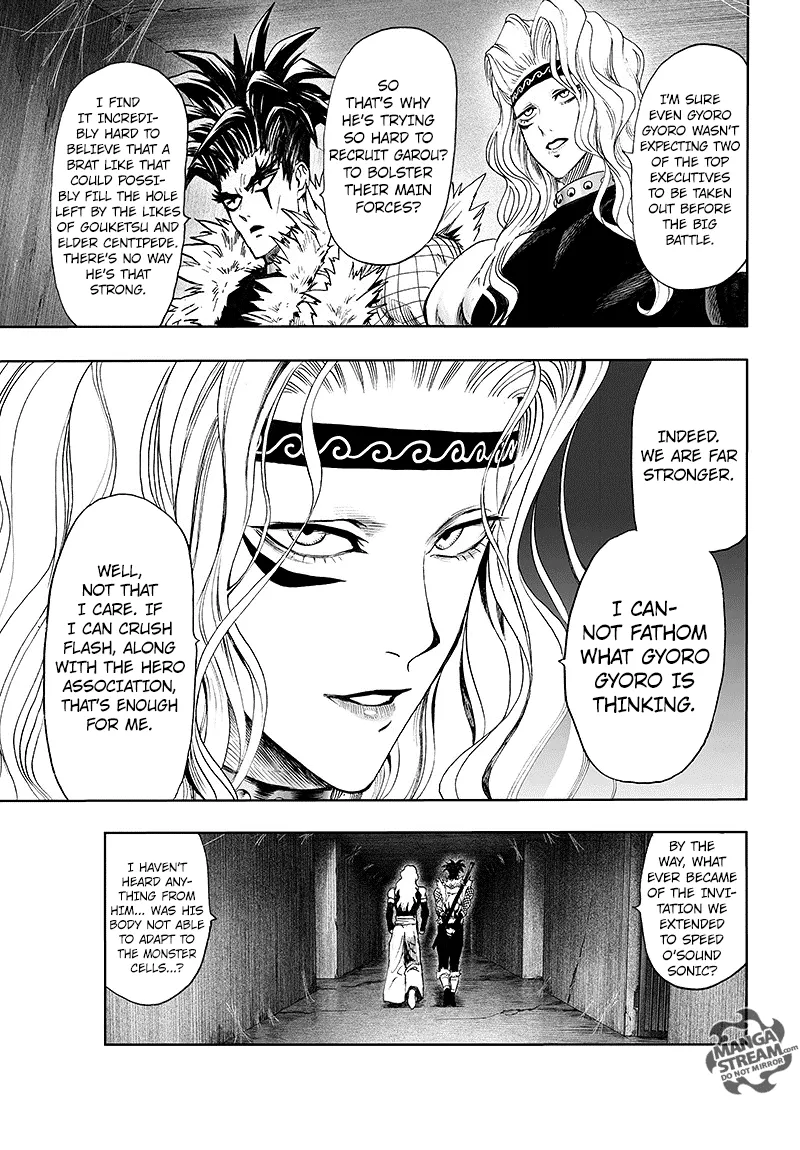 I'M SURE
EVEN GYORO
GYORO WASN'T
EXPECTING TWO
OF THE TOP
EXECUTIVES
TO BE TAKEN
OUT BEFORE
THE BIG
BATTLE.
SO
THAT'S WHY
HE'S TRYING
SO HARD TO
RECRUIT GAROU?
TO BOLSTER
THEIR MAIN
FORCES?
I FIND
IT INCREDI-
BLY HARD TO
BELIEVE THAT A
BRAT LIKE THAT
COULD POSSI-
BLY FILL THE HOLE
LEFT BY THE LIKES
OF GOUKETSU AND
ELDER CENTIPEDE.
THERE'S NO WAY
HE'S THAT
STRONG.
INDEED.
WE ARE FAR
STRONGER.
I CAN-
NOT FATHOM
WHAT GYORO
GYORO IS
THINKING.
WELL,
NOT THAT
I CARE. IF
I CAN CRUSH
FLASH, ALONG
WITH THE HERO
ASSOCIATION,
THAT'S ENOUGH
FOR ME.
BY THE
WAY, WHAT
EVER BECAME
OF THE INVI-
TATION WE
EXTENDED
TO SPEED
O'SOUND
SONIC?
I HAVEN'T
HEARD ANY-
THING FROM
HIM... WAS HIS
BODY NOT ABLE
TO ADAPT TO
THE MONSTER
CELLS...?
MANGA
STREAM.com
DO NOT MIRROR